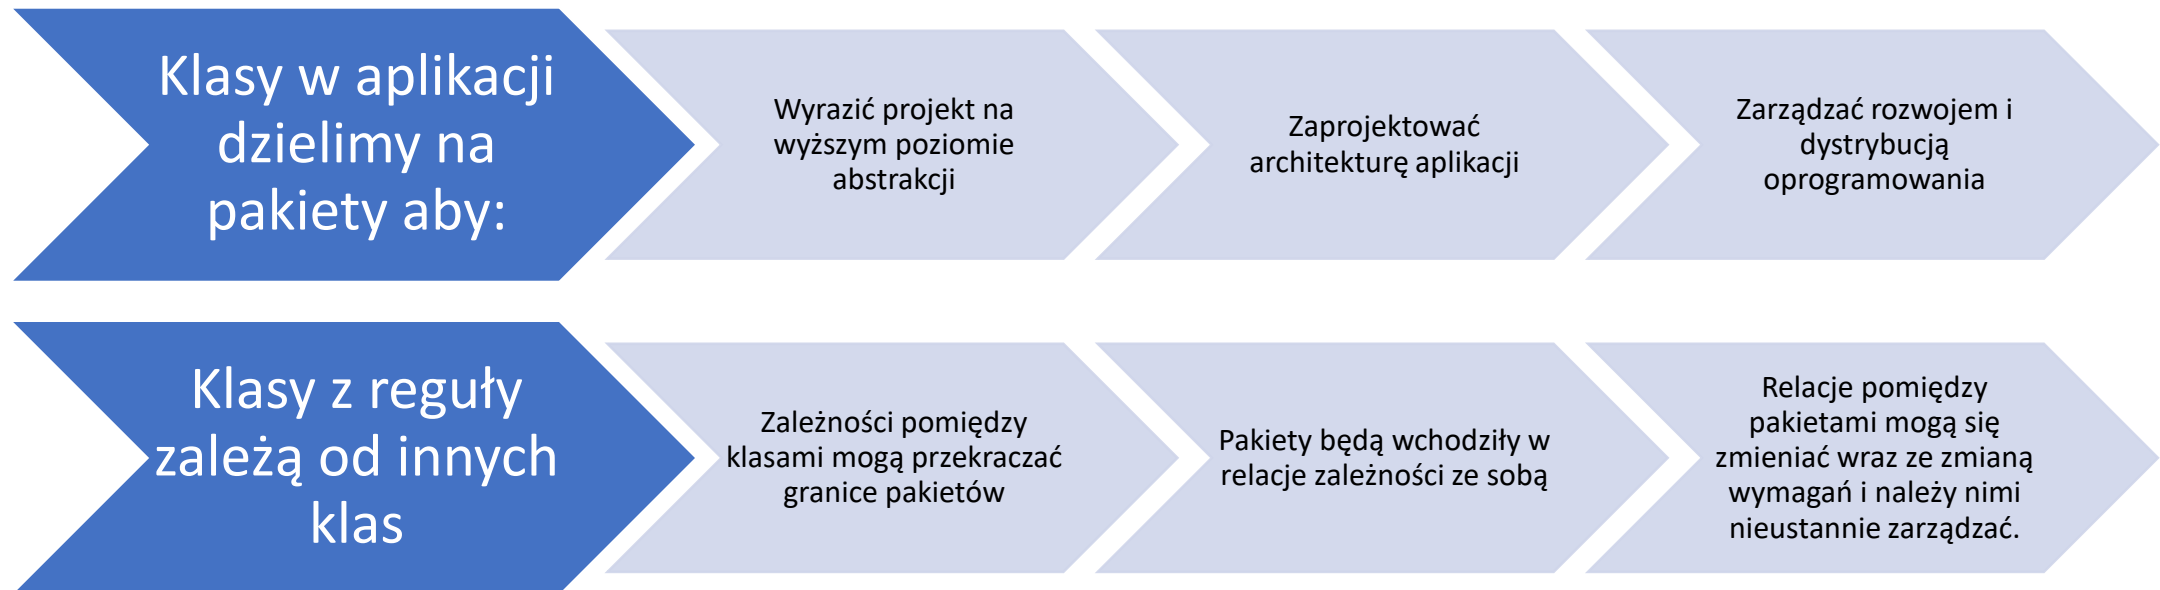 Klasy w aplikacji
dzielimy na
pakiety aby:
Wyrazić projekt na
wyższym poziomie
abstrakcji
Zaprojektować
architekturę aplikacji
Zarządzać rozwojem i
dystrybucją
oprogramowania
Klasy z reguły
zależą od innych
klas
Zależności pomiędzy
klasami mogą przekraczać
granice pakietów
Pakiety będą wchodziły w
relacje zależności ze sobą
Relacje pomiędzy
pakietami mogą się
zmieniać wraz ze zmianą
wymagań i należy nimi
nieustannie zarządzać.